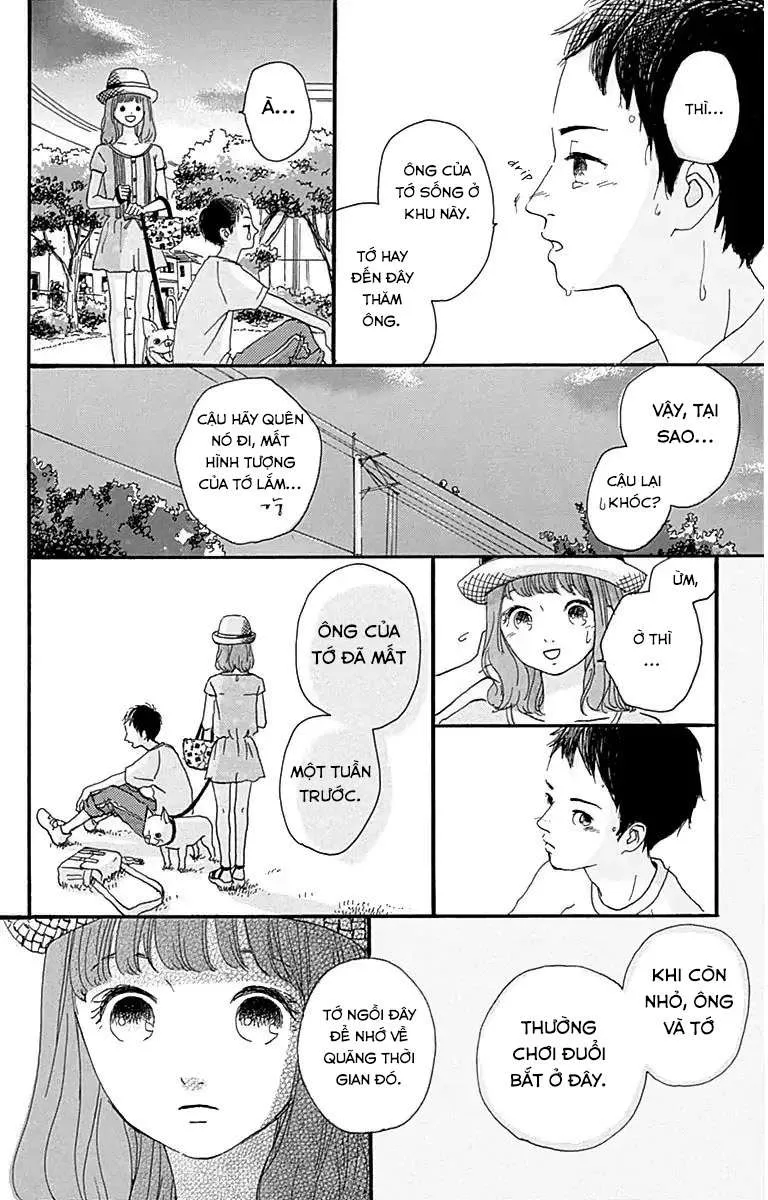 THÌ...
ÔNG CỦA
TỚ SỐNG Ở
KHU NÀY.
TỚ HAY
ĐẾN ĐÂY
THĂM
ÔNG.
À...
VẬY, TẠI
SAO...
CẬU LẠI
KHÓC?
CẬU HÃY QUÊN
NÓ ĐI, MẤT
HÌNH TƯỢNG
CỦA TỚ LẮM...
ỪM,
Ờ THÌ
...
ÔNG CỦA
TỚ ĐÃ MẤT
MỘT TUẦN
TRƯỚC.
KHI CÒN
NHỎ, ÔNG
VÀ TỚ
THƯỜNG
CHƠI ĐUỔI
BẮT Ở ĐÂY.
TỚ NGỒI ĐÂY
ĐỂ NHỚ VỀ
QUÃNG THỜI
GIAN ĐÓ.